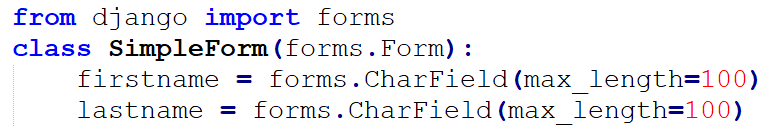 from django import forms
class SimpleForm(forms.Form):
    firstname = forms.CharField(max_length=100)
    lastname = forms.CharField(max_length=100)